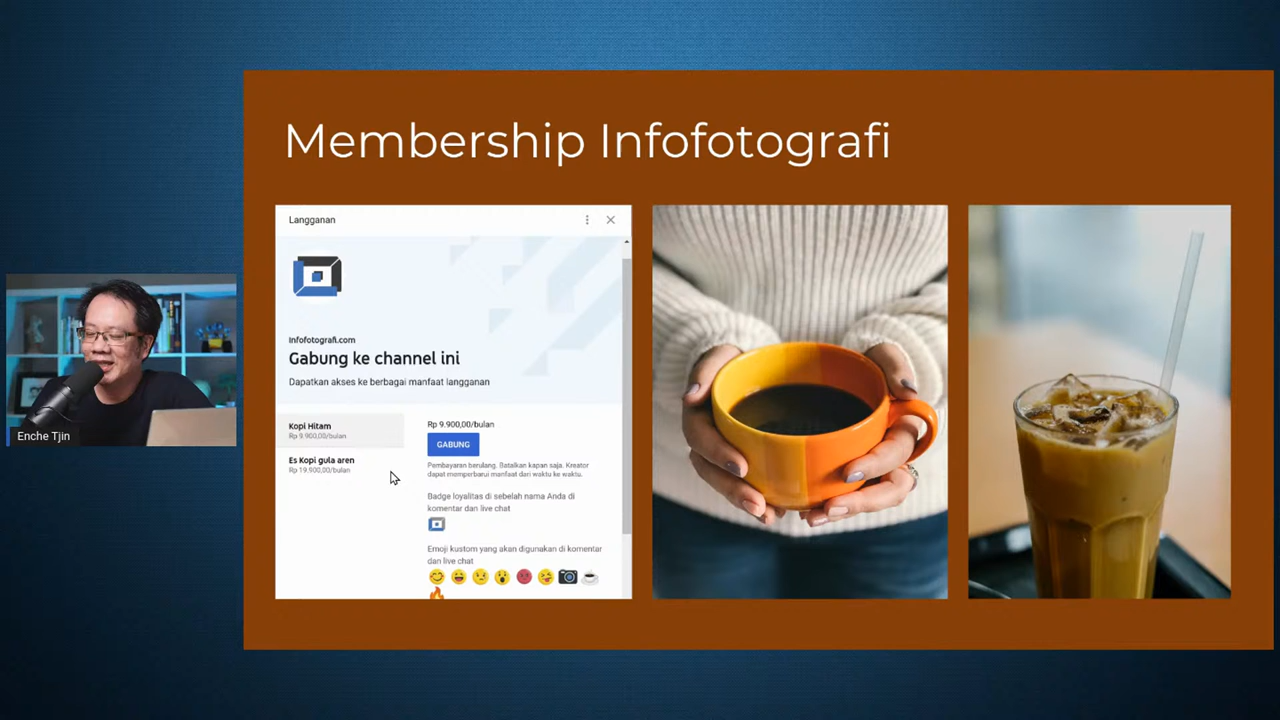 Membership Infofotografi
Langganan
Infofotografi.com
Gabung ke channel ini
Dapatkan akses ke berbagai manfaat langganan
Kopi Hitam
Rp 9.900,00/bulan
Es Kopi gula aren
Rp 19.900,00/bulan
Rp 9.900,00/bulan
GABUNG
Pembayaran berulang. Batalkan kapan saja. Kreator
dapat memperbarui manfaat dari waktu ke waktu.
Badge loyalitas di sebelah nama Anda di
komentar dan live chat
Emoji kustom yang akan digunakan di komentar
dan live chat
Enche Tjin